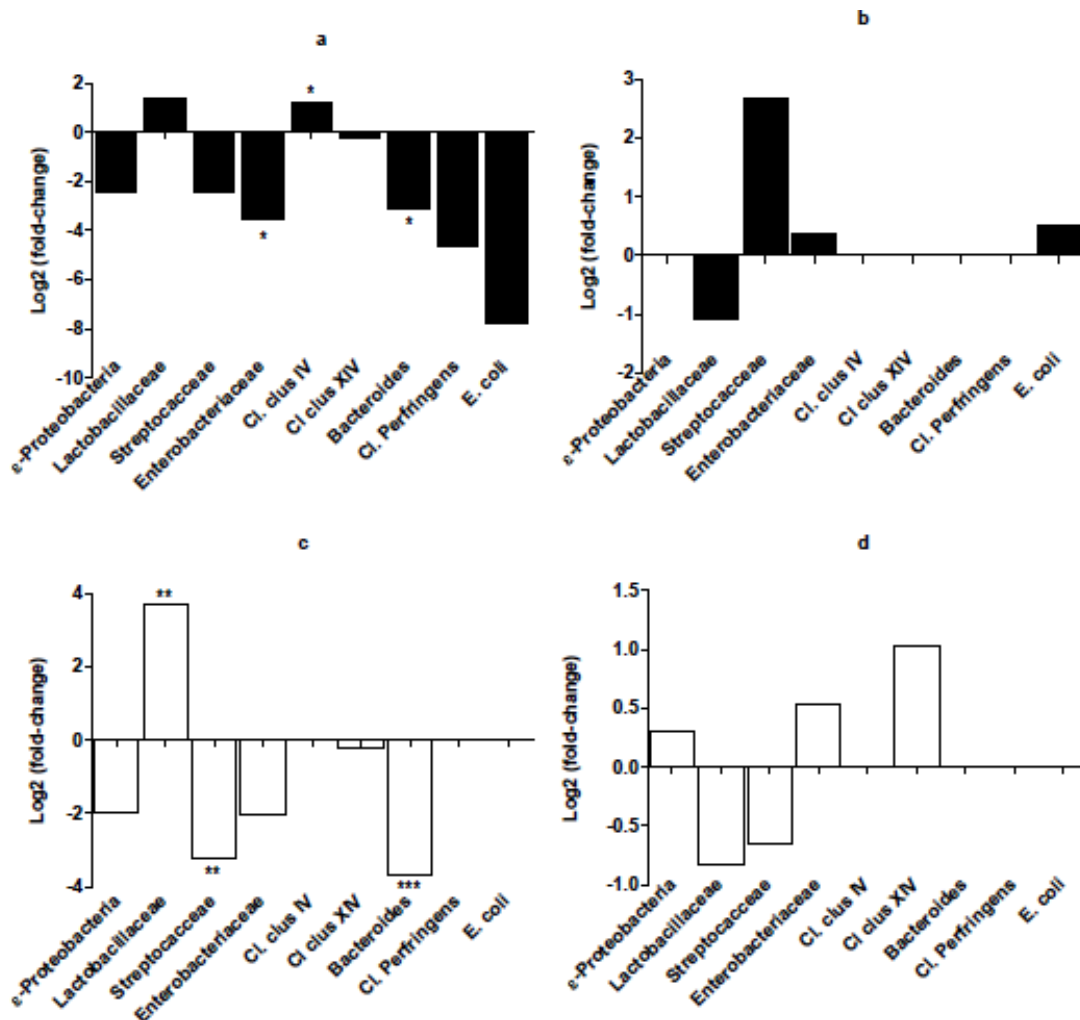 a
Log2 (fold-change)
2
0
-2
-4
-6
-8
-10
*
*
*
ε-Proteobacteria
Lactobacillaceae
Streptocacceae
Enterobacteriaceae
Cl. clus IV
Cl clus XIV
Bacteroides
Cl. Perfringens
E. coli
b
Log2 (fold-change)
3
2
1
0
-1
-2
ε-Proteobacteria
Lactobacillaceae
Streptocacceae
Enterobacteriaceae
Cl. clus IV
Cl clus XIV
Bacteroides
Cl. Perfringens
E. coli
c
Log2 (fold-change)
4
2
0
-2
-4
**
**
***
ε-Proteobacteria
Lactobacillaceae
Streptocacceae
Enterobacteriaceae
Cl. clus IV
Cl clus XIV
Bacteroides
Cl. Perfringens
E. coli
d
Log2 (fold-change)
1.5
1.0
0.5
0.0
-0.5
-1.0
ε-Proteobacteria
Lactobacillaceae
Streptocacceae
Enterobacteriaceae
Cl. clus IV
Cl clus XIV
Bacteroides
Cl. Perfringens
E. coli